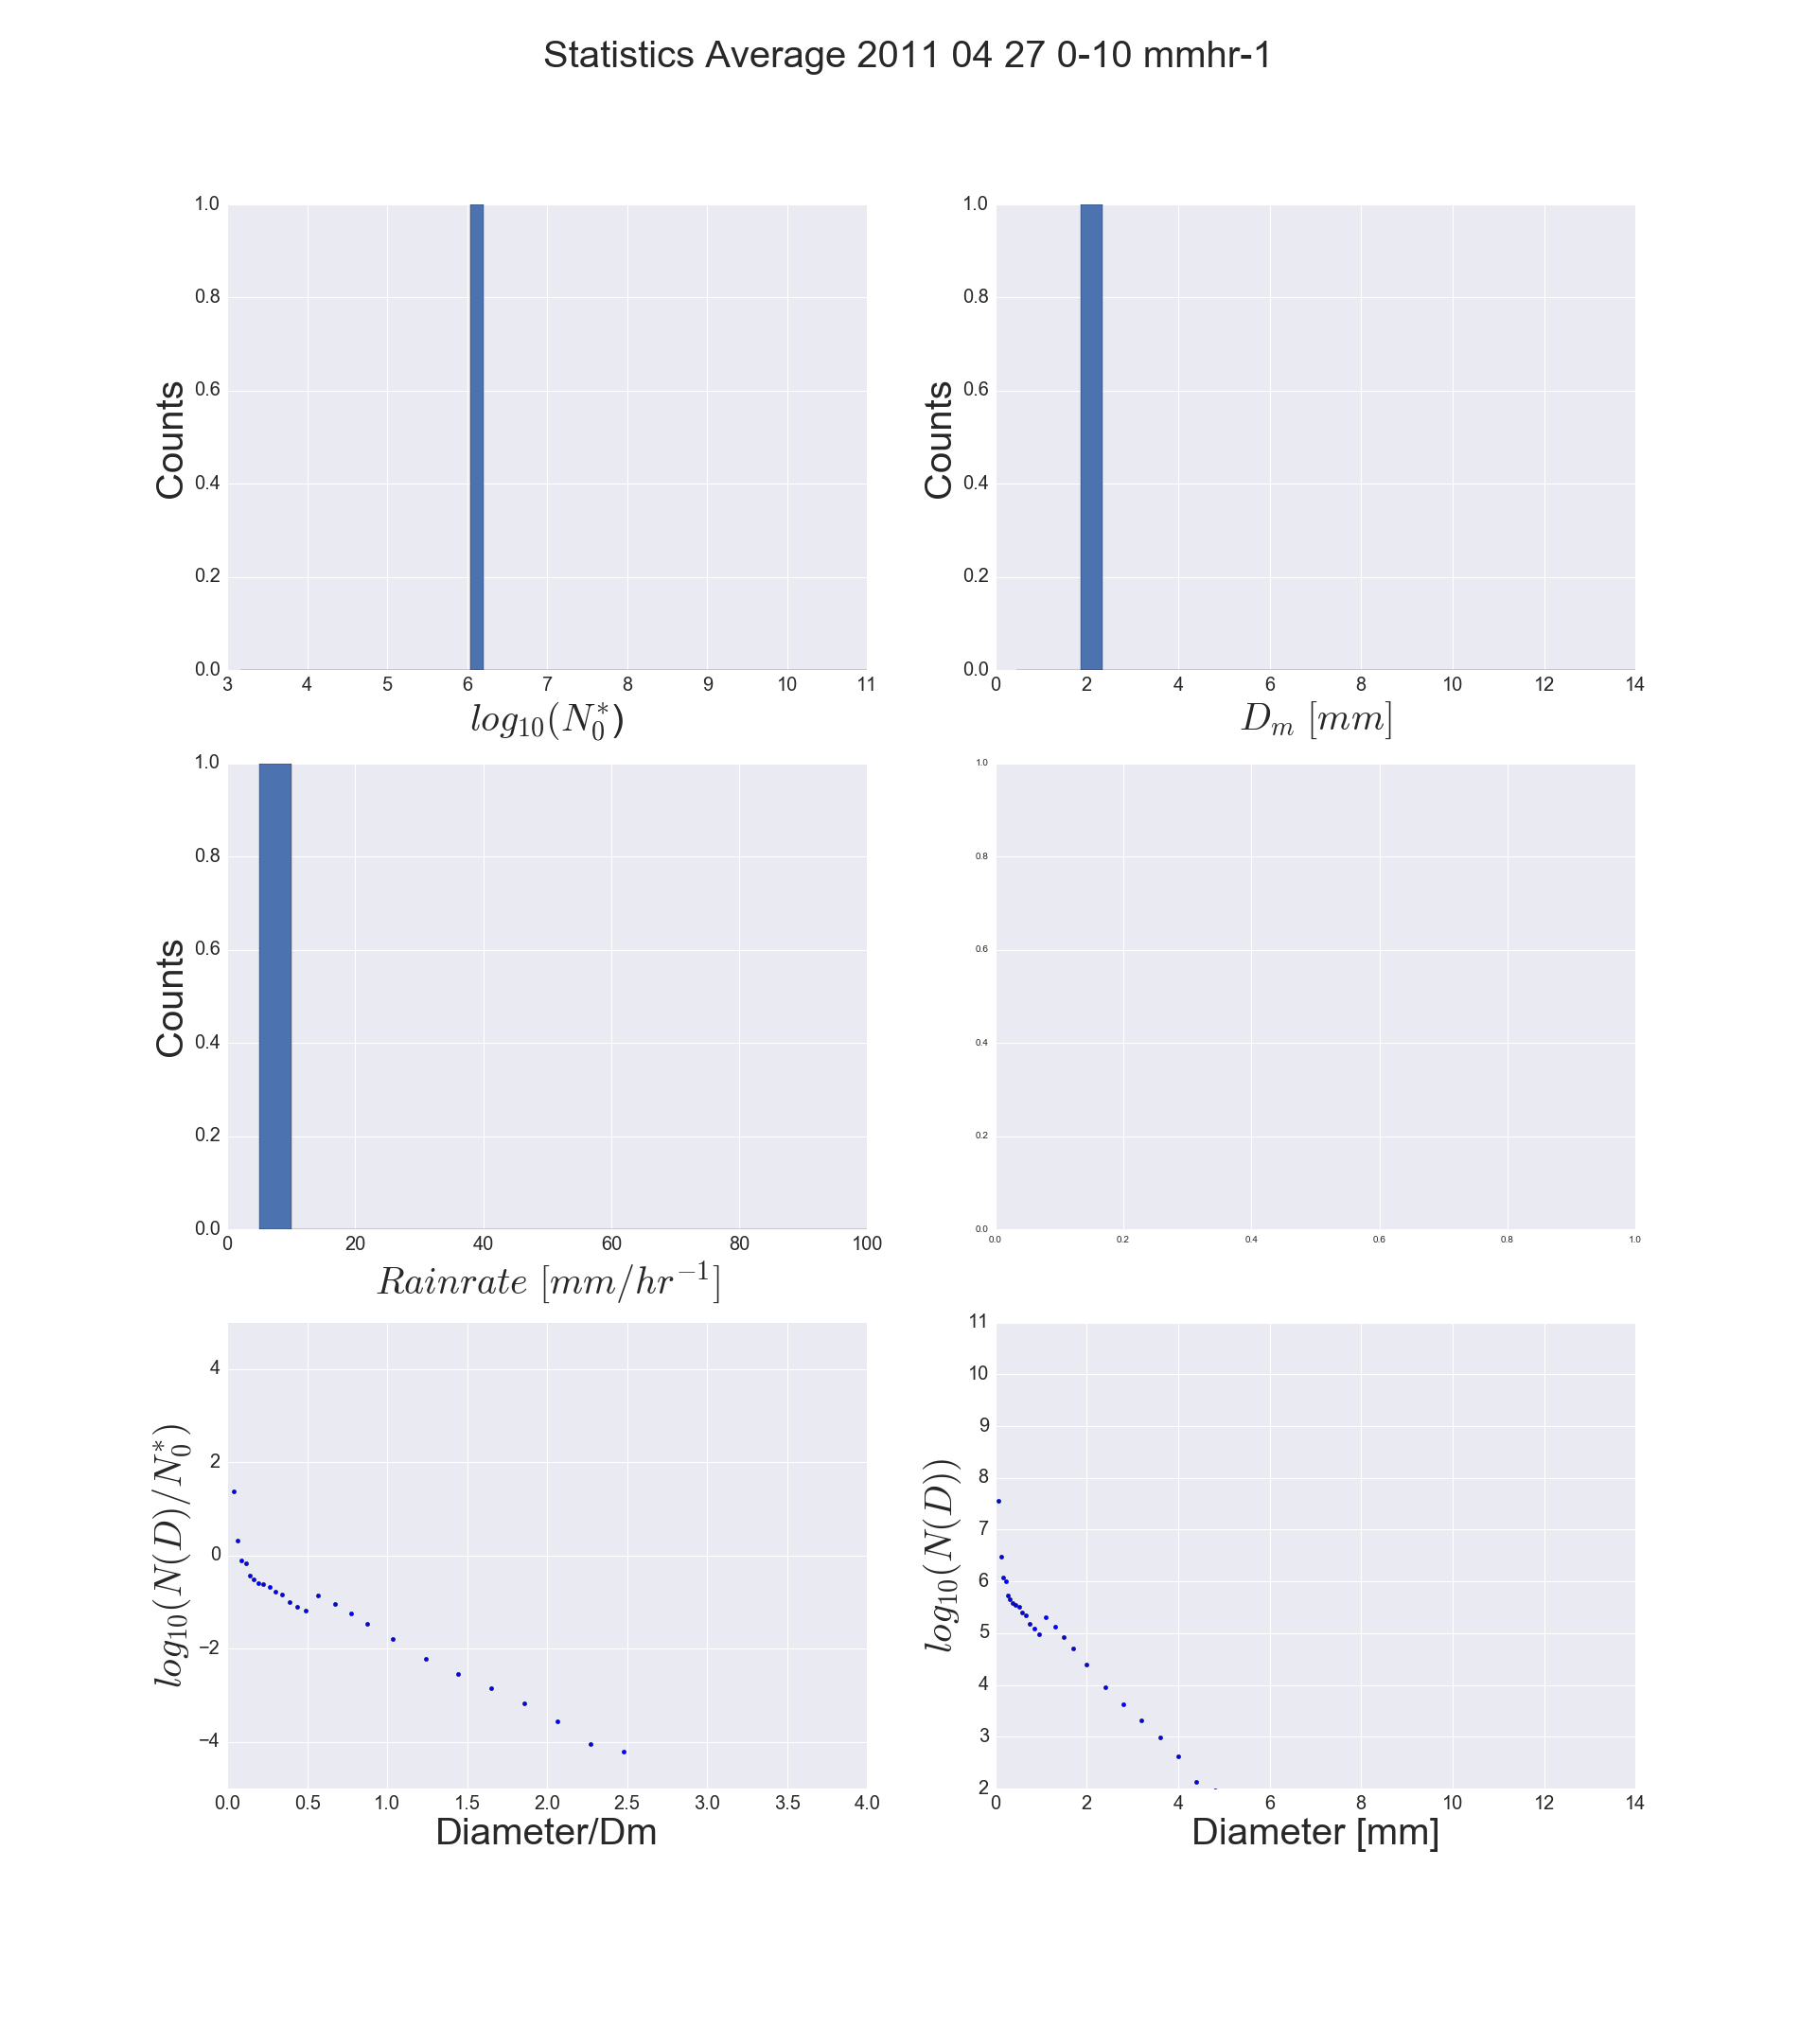 Statistics Average 2011 04 27 0-10 mmhr-1
1.0
0.8
0.6
0.4
0.2
0.0
Counts
3 4 5 6 7 8 9 10 11
log10(N0*)
1.0
0.8
0.6
0.4
0.2
0.0
Counts
0 2 4 6 8 10 12 14
Dm [mm]
1.0
0.8
0.6
0.4
0.2
0.0
Counts
0 20 40 60 80 100
Rainrate [mm/hr−1]
1.0
0.8
0.6
0.4
0.2
0.0
0.0 0.2 0.4 0.6 0.8 1.0
4
2
0
−2
−4
log10(N(D)/N0*)
0.0 0.5 1.0 1.5 2.0 2.5 3.0 3.5 4.0
Diameter/Dm
11
10
9
8
7
6
5
4
3
2
log10(N(D))
0 2 4 6 8 10 12 14
Diameter [mm]